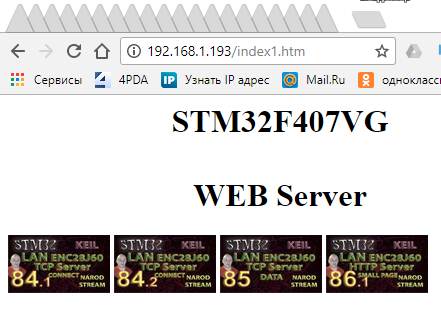 192.168.1.193/index1.htm
Сервисы 4PDA IP Узнать IP адрес @ Mail.Ru однокласс
STM32F407VG
WEB Server
STM32 KEIL
LAN ENC28J60
TCP Server
84.1 CONNECT NAROD
STREAM
STM32 KEIL
LAN ENC28J60
TCP Server
84.2 CONNECT NAROD
STREAM
STM32 KEIL
LAN ENC28J60
TCP Server
85 DATA NAROD
STREAM
STM32 KEIL
LAN ENC28J60
HTTP Server
86.1 SMALL PAGE NAROD
STREAM